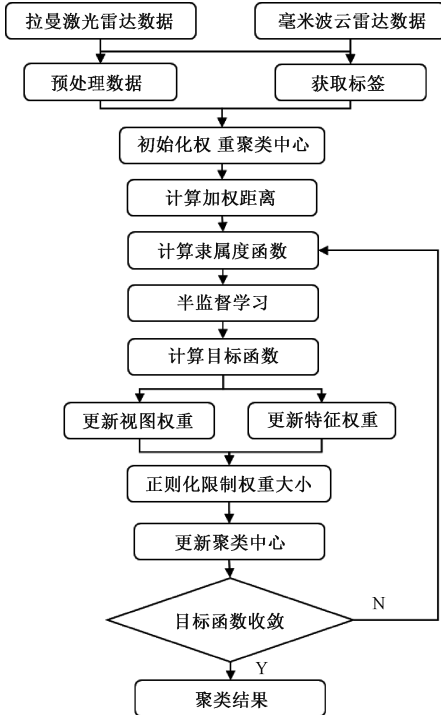 拉曼激光雷达数据
毫米波云雷达数据
预处理数据
获取标签
初始化权 重聚类中心
计算加权距离
计算隶属度函数
半监督学习
计算目标函数
更新视图权重
更新特征权重
正则化限制权重大小
更新聚类中心
目标函数收敛
N
Y
聚类结果